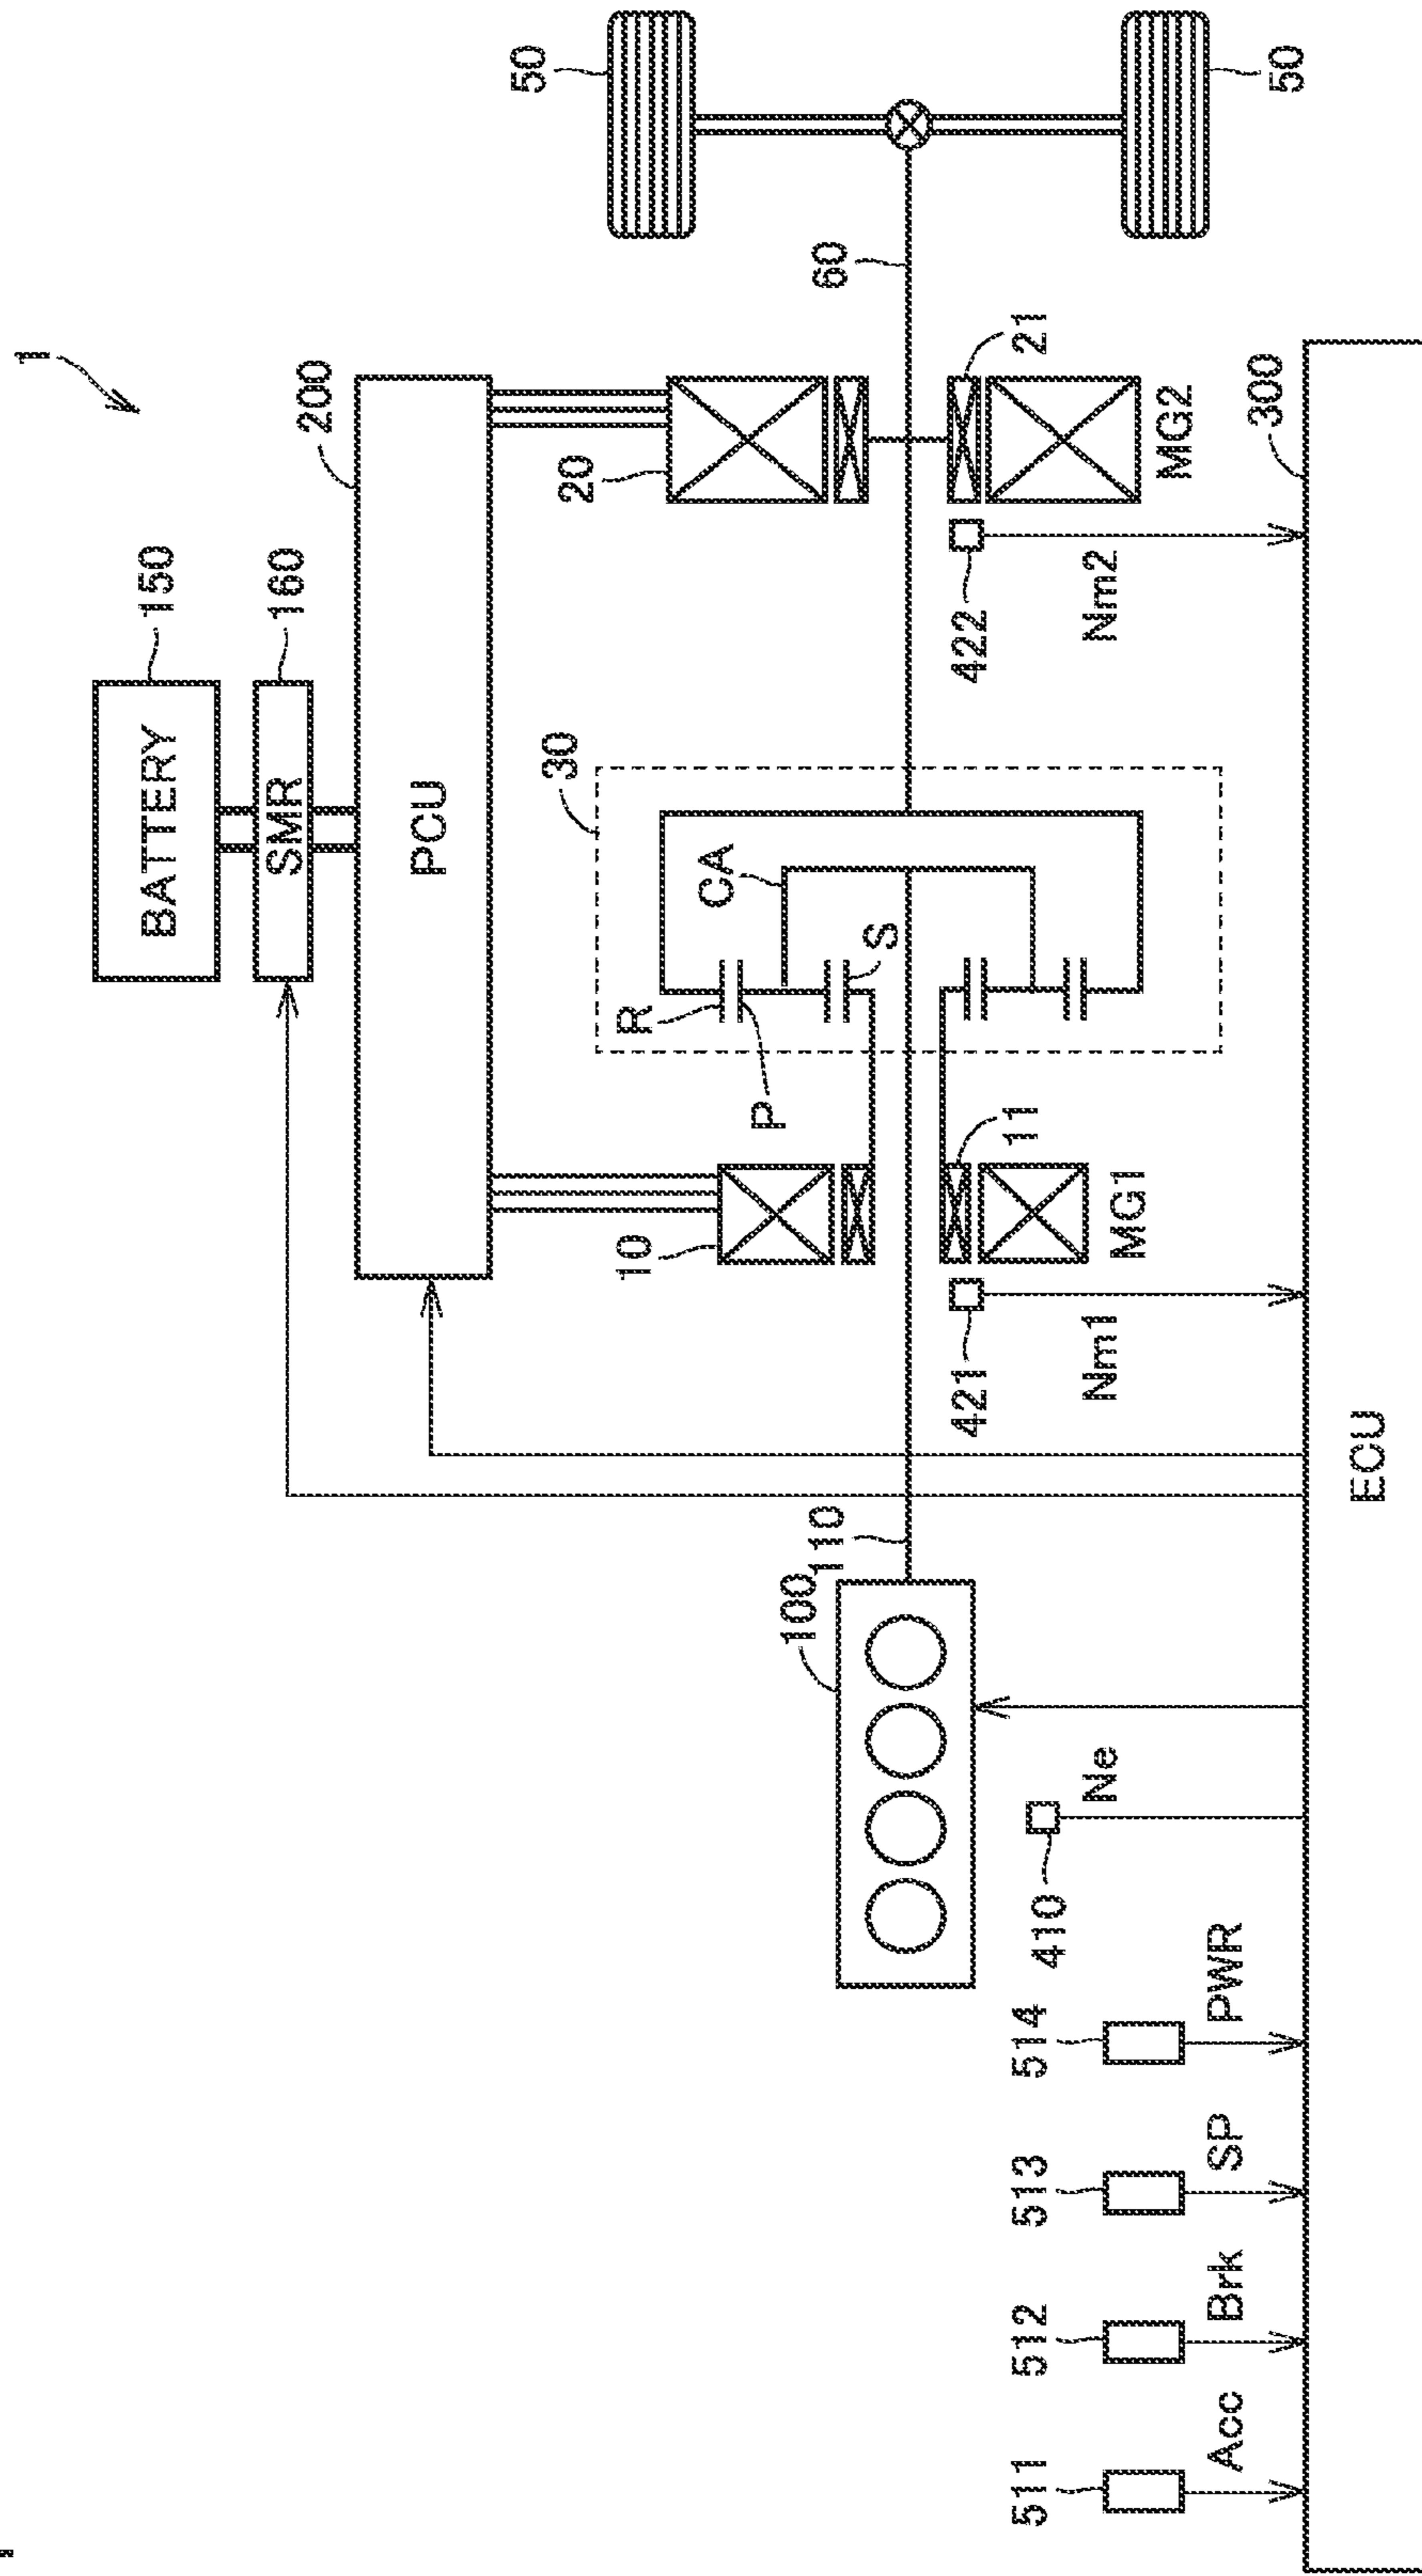 1
BATTERY
150
SMR
160
200
PCU
50
30
20
60
10
R
CA
S
P
11
21
MG1
MG2
421
422
Nm1
Nm2
100
110
410
Ne
511
512
513
514
Acc
Brk
SP
PWR
50
300
ECU